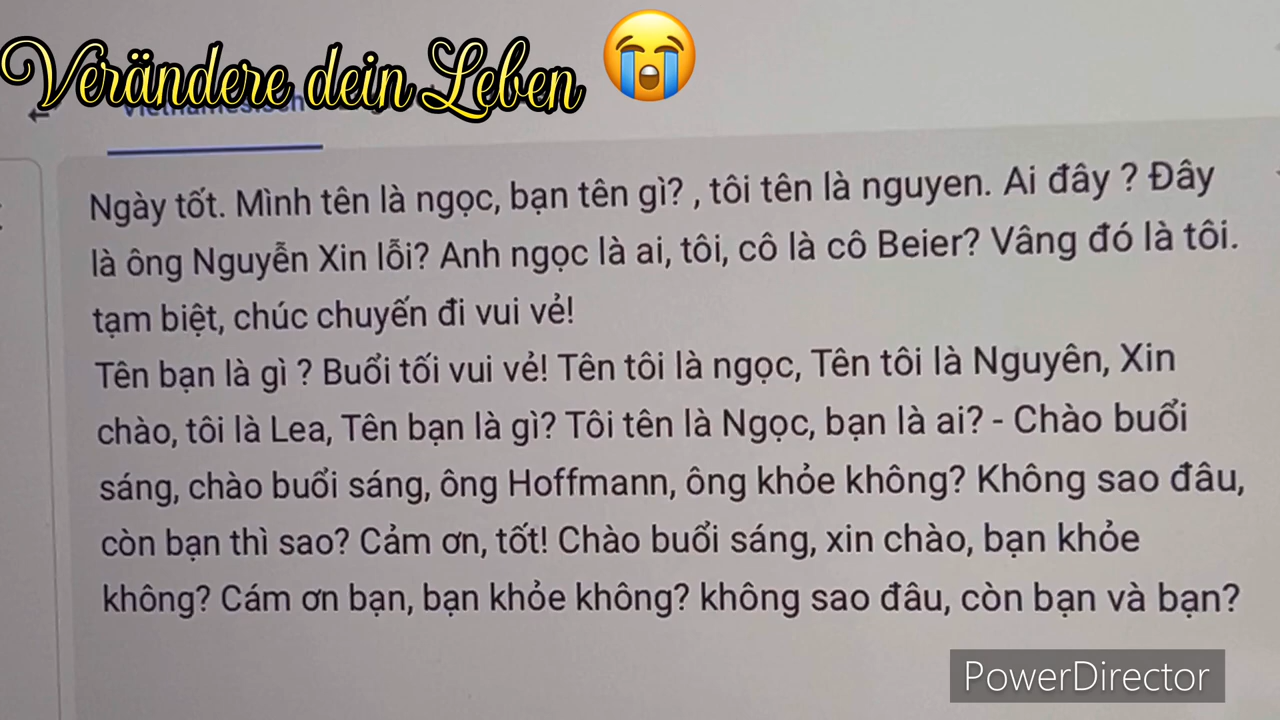 Verändere dein Leben
Vietnamesisch
Ngày tốt. Mình tên là ngọc, bạn tên gì? , tôi tên là nguyen. Ai đây ? Đây
là ông Nguyễn Xin lỗi? Anh ngọc là ai, tôi, cô là cô Beier? Vâng đó là tôi.
tạm biệt, chúc chuyến đi vui vẻ!
Tên bạn là gì ? Buổi tối vui vẻ! Tên tôi là ngọc, Tên tôi là Nguyên, Xin
chào, tôi là Lea, Tên bạn là gì? Tôi tên là Ngọc, bạn là ai? - Chào buổi
sáng, chào buổi sáng, ông Hoffmann, ông khỏe không? Không sao đâu,
còn bạn thì sao? Cảm ơn, tốt! Chào buổi sáng, xin chào, bạn khỏe
không? Cám ơn bạn, bạn khỏe không? không sao đâu, còn bạn và bạn?
PowerDirector